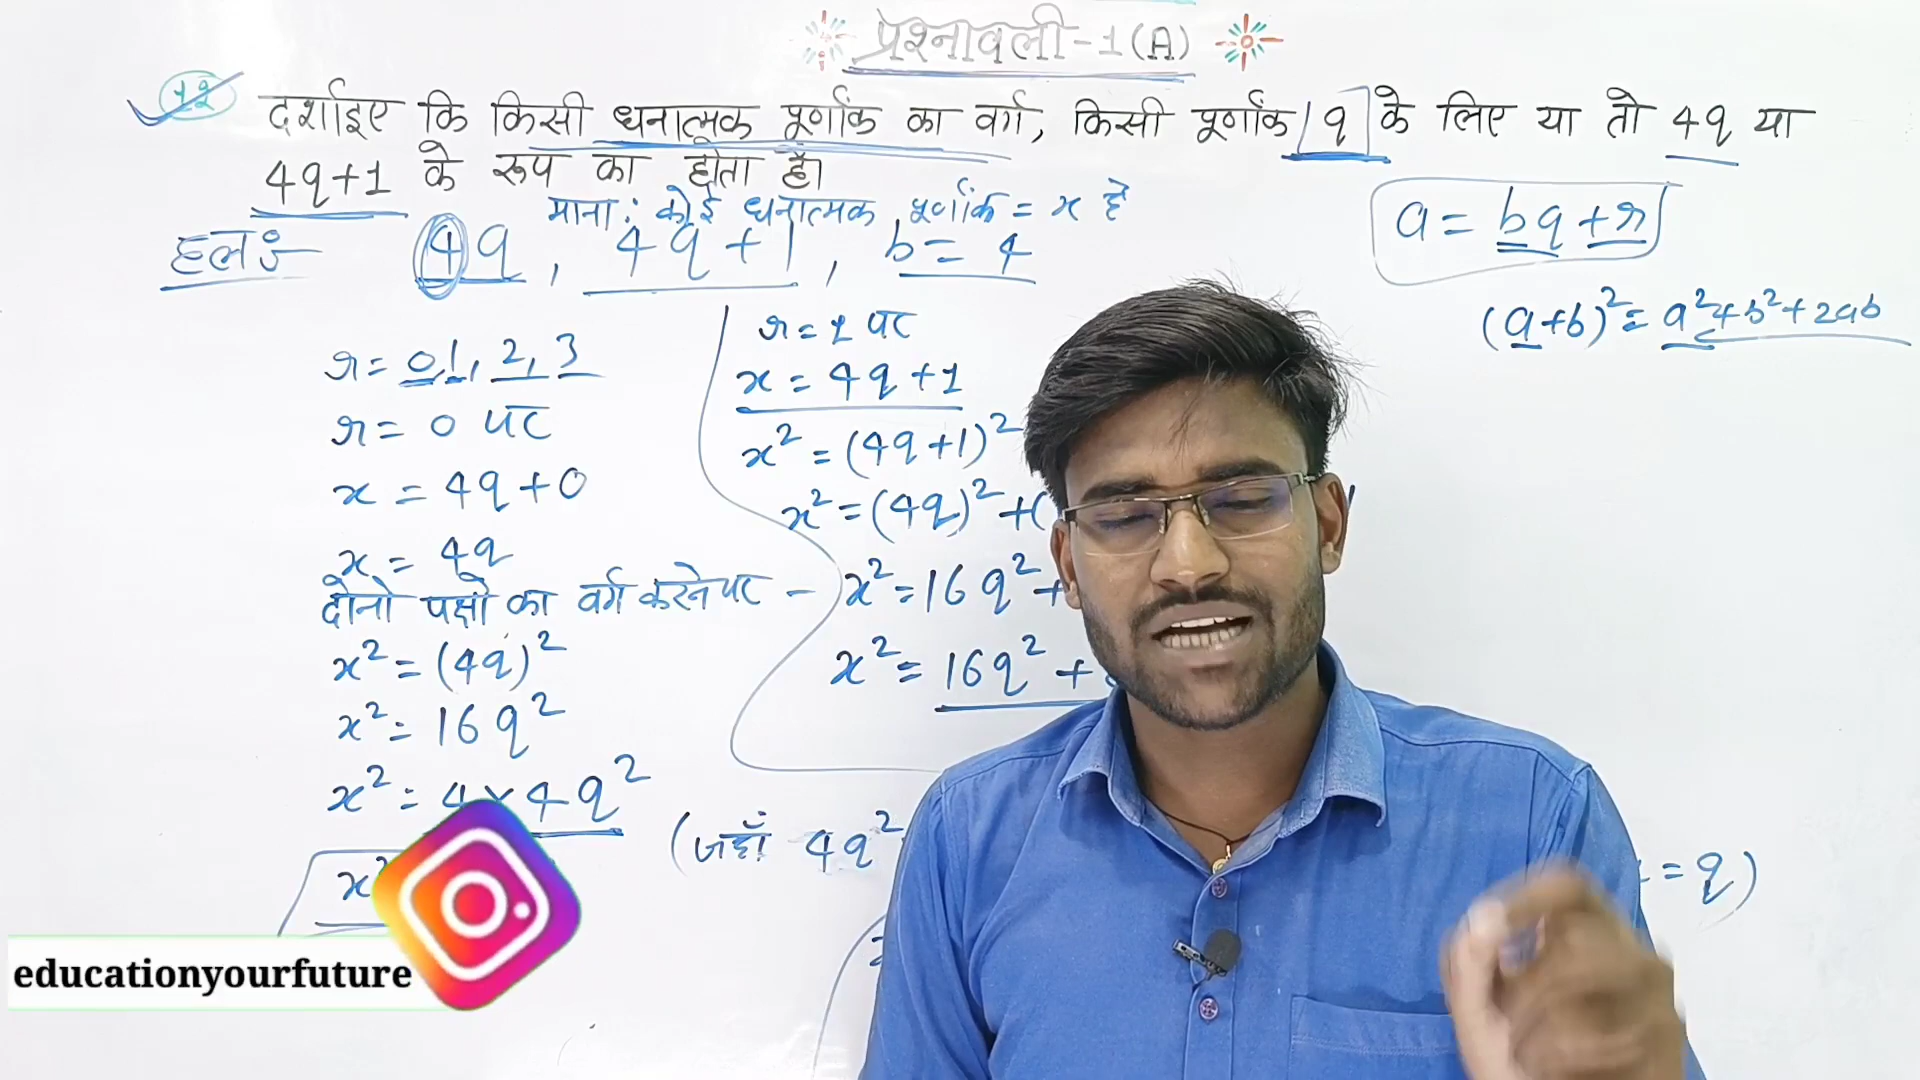 प्रश्नावली-1(A)
12 दर्शाइए कि किसी धनात्मक पूर्णांक का वर्ग, किसी पूर्णांक q के लिए या तो 4q या
4q+1 के रूप का होता है।
माना: कोई धनात्मक पूर्णांक = x है
a = bq + r
हल:- 4q, 4q+1, b = 4
(a+b)² = a²+b²+2ab
r = 0,1, 2, 3
r = 0 पर
x = 4q+0
x = 4q
दोनो पक्षो का वर्ग करने पर -
x² = (4q)²
x² = 16q²
x² = 4×4q²
x²
(जहाँ 4q²
r = 1 पर
x = 4q+1
x² = (4q+1)²
x² = (4q)²+(
x² = 16q²+
x² = 16q²+
= q)
educationyourfuture